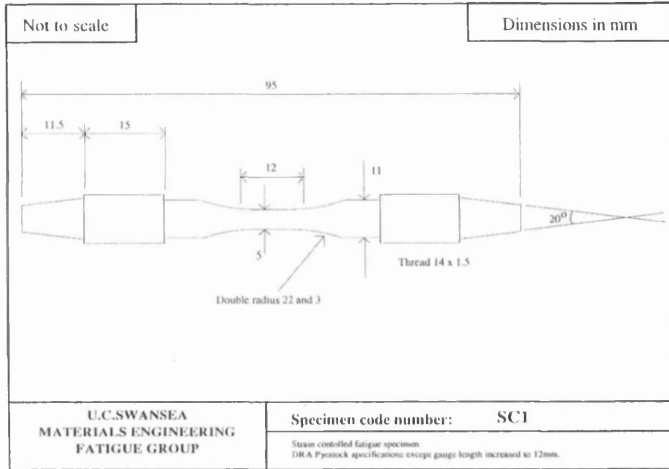 Not to scale
Dimensions in mm
95
11.5
15
12
11
20°
5
Thread 14 x 1.5
Double radius 22 and 3
U.C.SWANSEA
MATERIALS ENGINEERING
FATIGUE GROUP
Specimen code number: SC1
Strain controlled fatigue specimen
DRA Pyestock specifications except gauge length increased to 12mm.